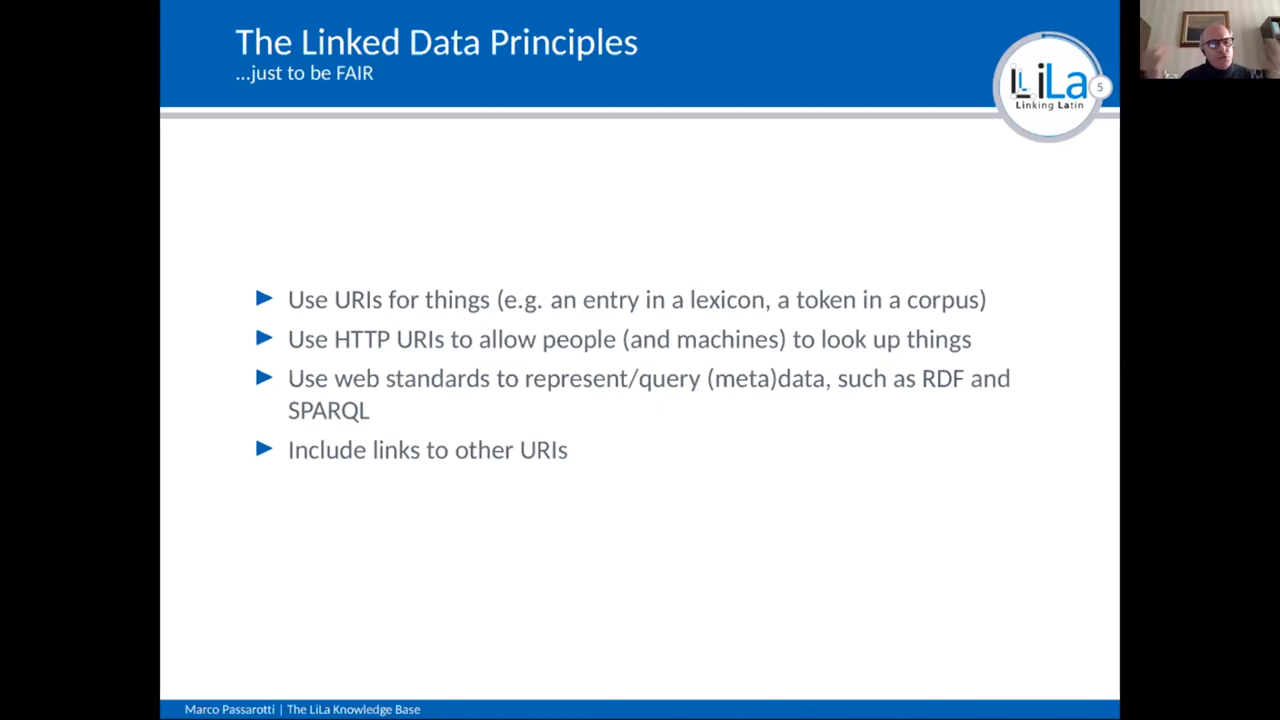 The Linked Data Principles
...just to be FAIR
LiLa
Linking Latin
5
Use URIs for things (e.g. an entry in a lexicon, a token in a corpus)
Use HTTP URIs to allow people (and machines) to look up things
Use web standards to represent/query (meta)data, such as RDF and
SPARQL
Include links to other URIs
Marco Passarotti | The LiLa Knowledge Base